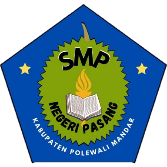 SMP
NEGERI PASANG
KABUPATEN POLEWALI MANDAR